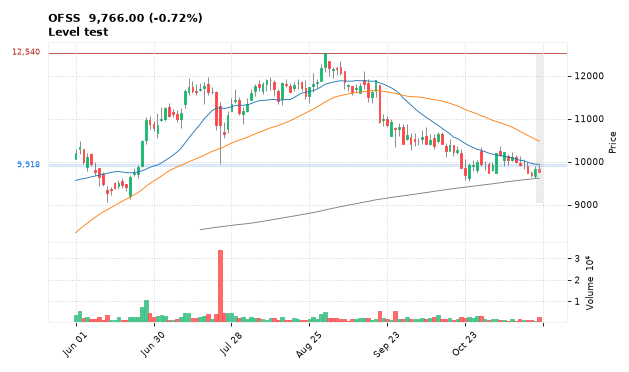 OFSS 9,766.00 (-0.72%)
Level test
12,540
12000
11000
Price
9,918
10000
9000
3
2
1
Volume 10⁶
Jun 01
Jun 30
Jul 28
Aug 25
Sep 23
Oct 23